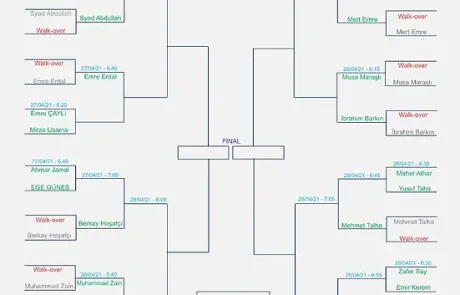 Syed Abdullah
Walk-over
Syed Abdullah
Walk-over
Emre Erdal
27/04/21 - 6:40
Emre Erdal
27/04/21 - 6:20
Emre ÇAYLI
Mirza Usama
Ahmar Jamal
EGE GÜNEŞ
27/04/21 - 7:00
28/04/21 - 6:00
Walk-over
Berkay Hoşafçı
Berkay Hoşafçı
Walk-over
Muhammad Zain
28/04/21 - 5:40
Muhammad Zain
FINAL
Mert Emre
Walk-over
Mert Emre
28/04/21 - 6:15
Musa Maraşlı
Walk-over
Musa Maraşlı
İbrahim Barkın
Walk-over
İbrahim Barkın
28/04/21 - 6:30
Maher Athar
Yusuf Taha
28/04/21 - 6:45
28/04/21 - 7:05
Mehmet Talha
Mehmet Talha
Walk-over
28/04/21 - 6:30
Zafer Say
Emir Kerem
28/04/21 - 6:55